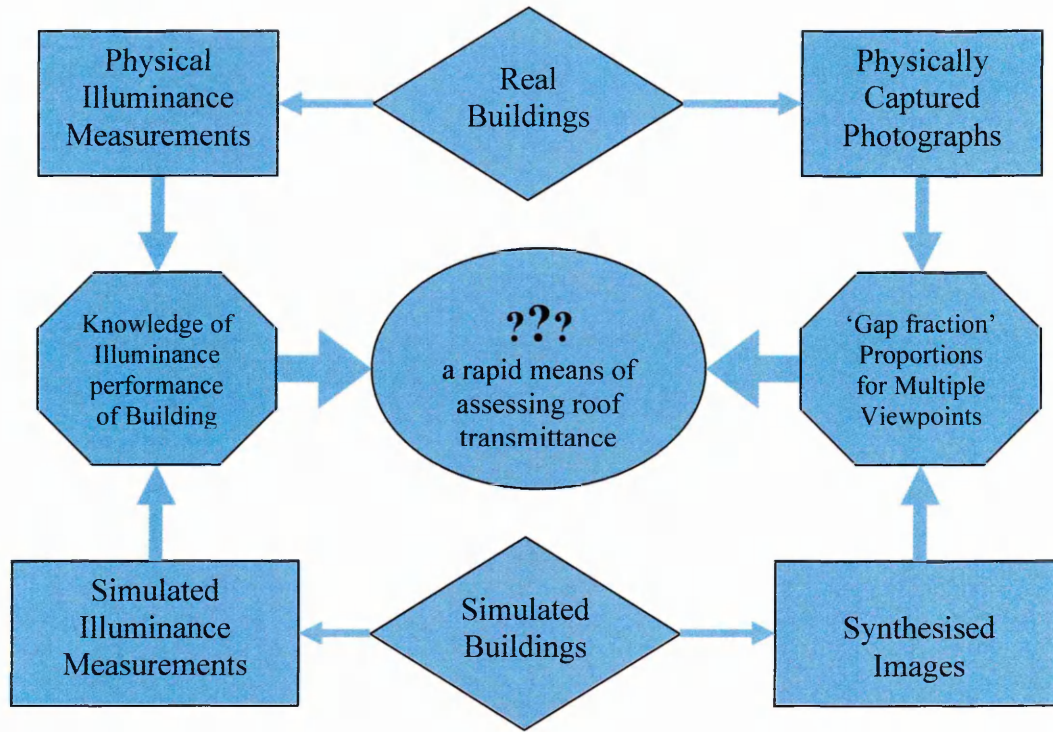 Physical
Illuminance
Measurements
Real
Buildings
Physically
Captured
Photographs
Knowledge of
Illuminance
performance
of Building
???
a rapid means of
assessing roof
transmittance
‘Gap fraction’
Proportions
for Multiple
Viewpoints
Simulated
Illuminance
Measurements
Simulated
Buildings
Synthesised
Images